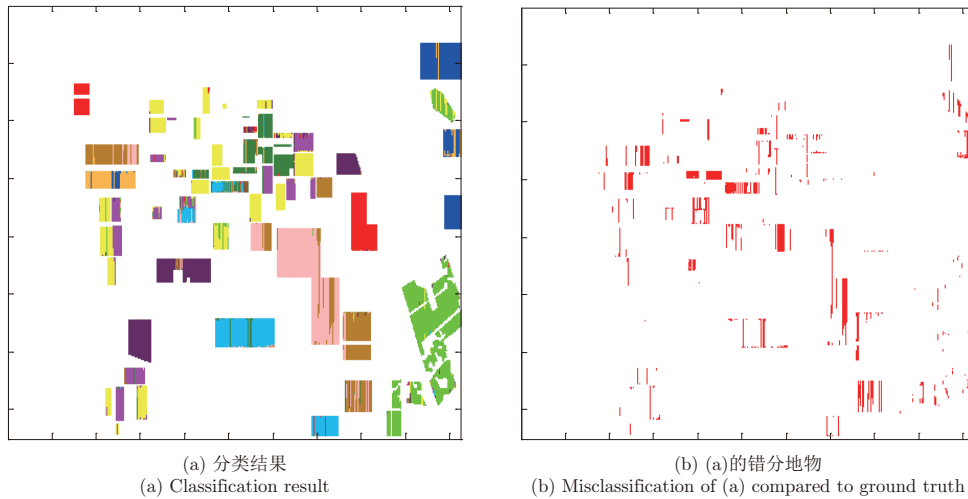 (a) 分类结果
(a) Classification result
(b) (a)的错分地物
(b) Misclassification of (a) compared to ground truth